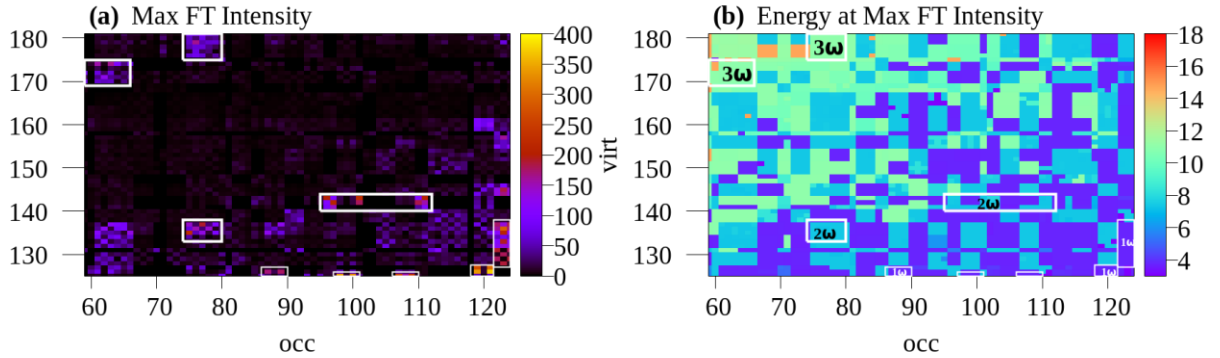 (a) Max FT Intensity
180
170
160
150
140
130
60 70 80 90 100 110 120
occ
400
350
300
250
200
150
100
50
0
virt
(b) Energy at Max FT Intensity
180
170
160
150
140
130
3ω
3ω
2ω
2ω
1ω
1ω
1ω
60 70 80 90 100 110 120
occ
18
16
14
12
10
8
6
4